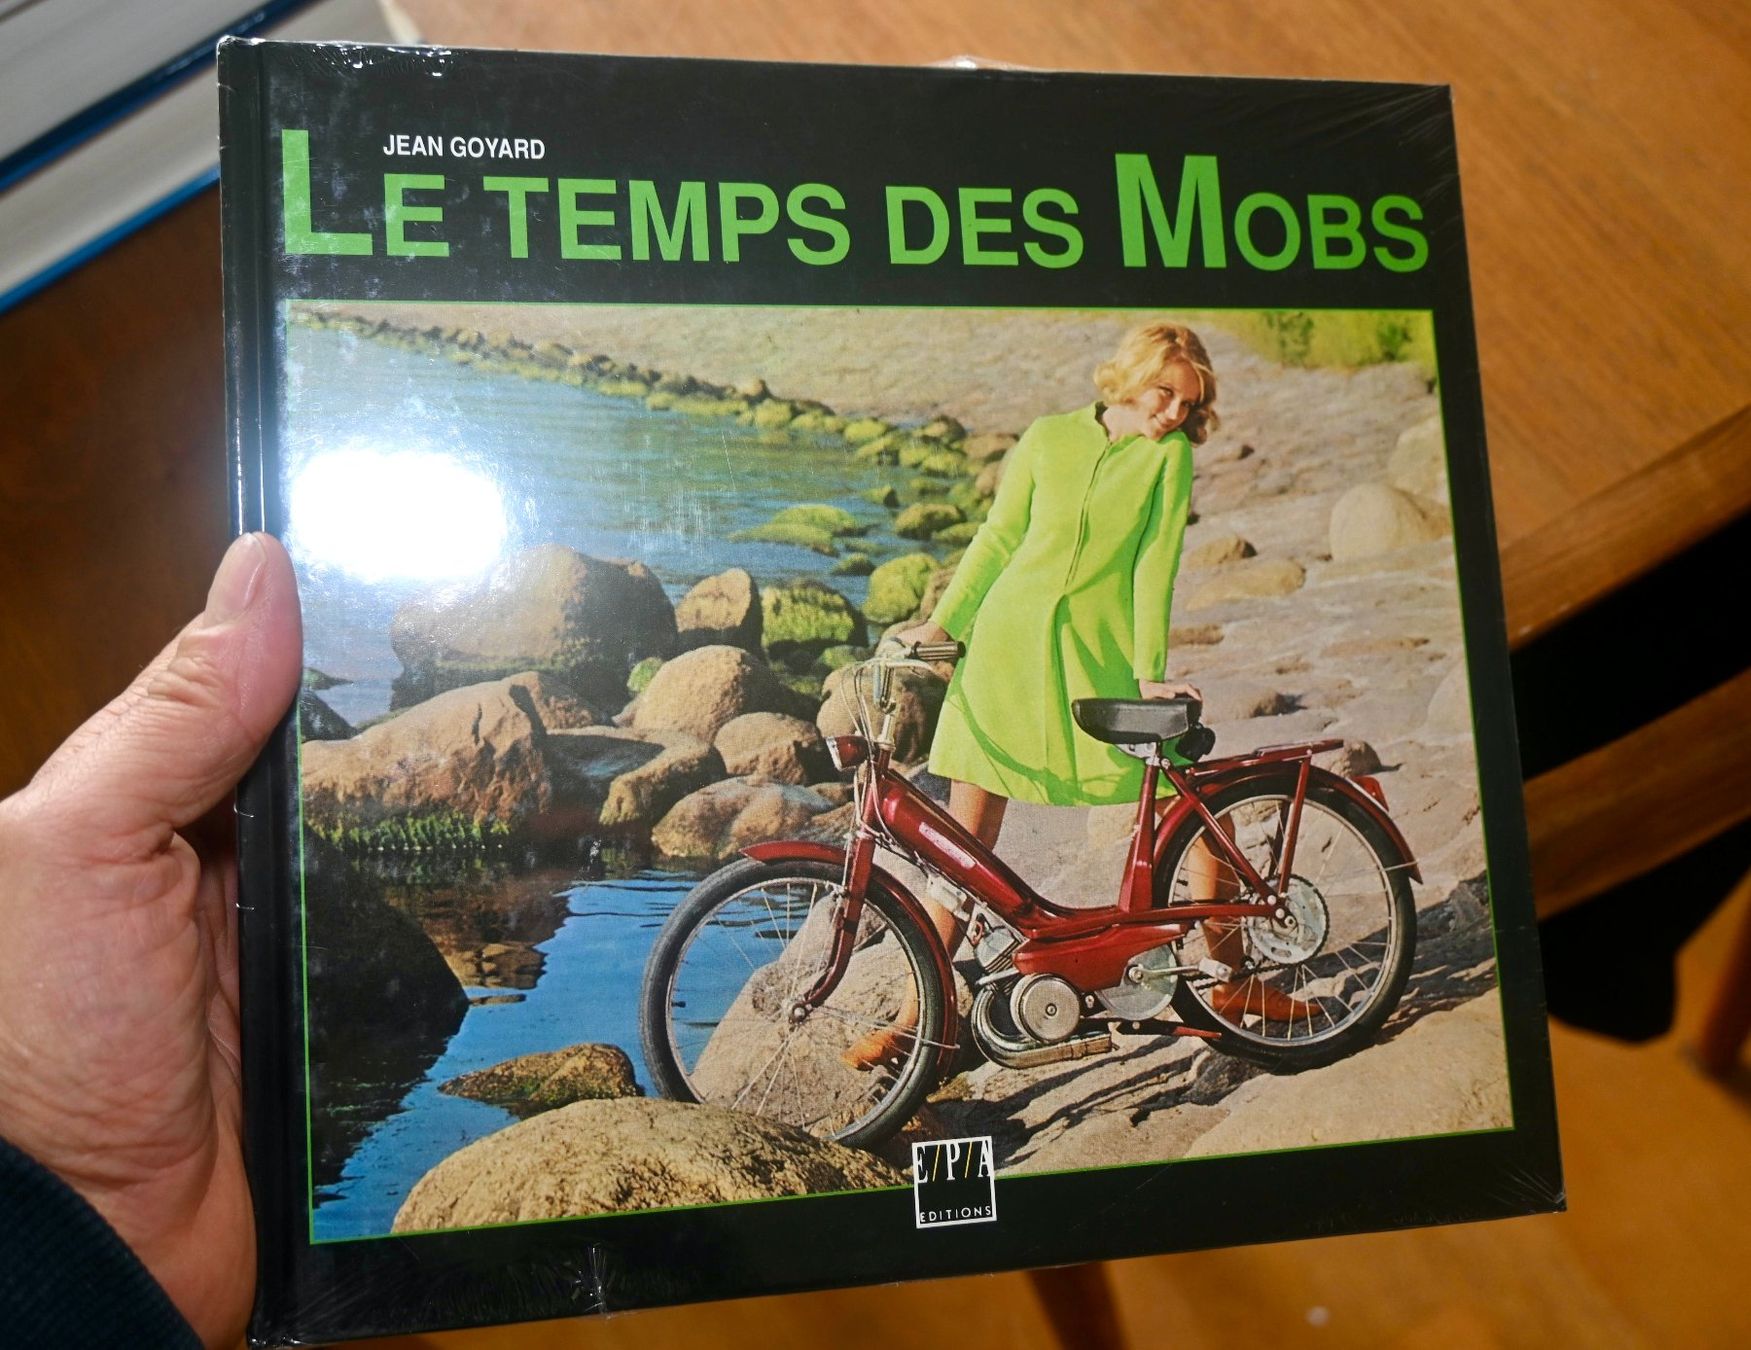 JEAN GOYARD
LE TEMPS DES MOBS
E/P/A
EDITIONS